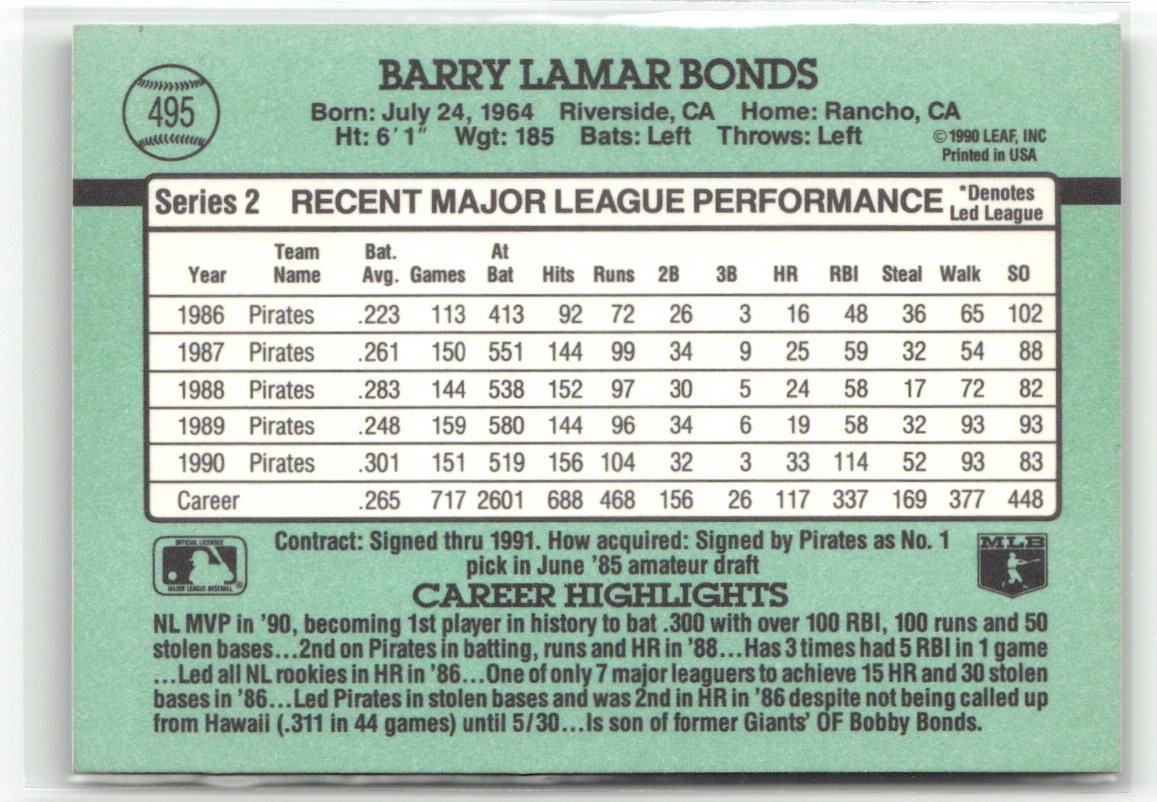 BARRY LAMAR BONDS
495
Born: July 24, 1964 Riverside, CA Home: Rancho, CA
Ht: 6'1" Wgt: 185 Bats: Left Throws: Left
©1990 LEAF, INC
Printed in USA
Series 2 RECENT MAJOR LEAGUE PERFORMANCE *Denotes
Led League
Team Bat. At
Year Name Avg. Games Bat Hits Runs 2B 3B HR RBI Steal Walk SO
1986 Pirates .223 113 413 92 72 26 3 16 48 36 65 102
1987 Pirates .261 150 551 144 99 34 9 25 59 32 54 88
1988 Pirates .283 144 538 152 97 30 5 24 58 17 72 82
1989 Pirates .248 159 580 144 96 34 6 19 58 32 93 93
1990 Pirates .301 151 519 156 104 32 3 33 114 52 93 83
Career .265 717 2601 688 468 156 26 117 337 169 377 448
OFFICIAL LICENSEE
MAJOR LEAGUE BASEBALL
®
Contract: Signed thru 1991. How acquired: Signed by Pirates as No. 1
pick in June '85 amateur draft
MLB
CAREER HIGHLIGHTS
NL MVP in '90, becoming 1st player in history to bat .300 with over 100 RBI, 100 runs and 50
stolen bases...2nd on Pirates in batting, runs and HR in '88...Has 3 times had 5 RBI in 1 game
...Led all NL rookies in HR in '86...One of only 7 major leaguers to achieve 15 HR and 30 stolen
bases in '86...Led Pirates in stolen bases and was 2nd in HR in '86 despite not being called up
from Hawaii (.311 in 44 games) until 5/30...Is son of former Giants' OF Bobby Bonds.